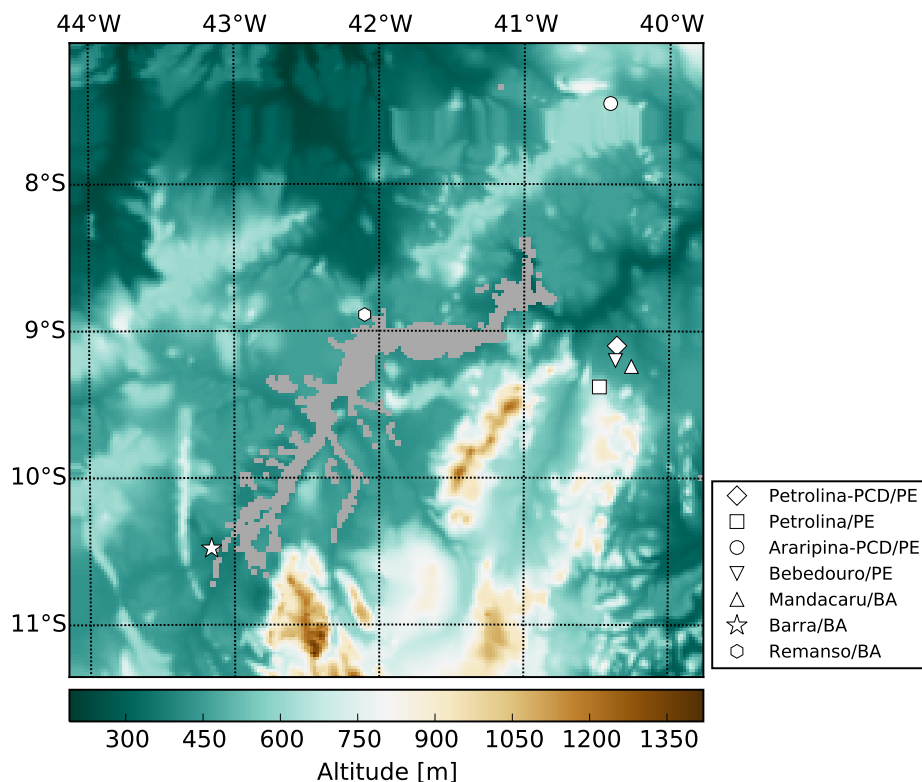 44°W 43°W 42°W 41°W 40°W
8°S
9°S
10°S
11°S
Petrolina-PCD/PE
Petrolina/PE
Araripina-PCD/PE
Bebedouro/PE
Mandacaru/BA
Barra/BA
Remanso/BA
300 450 600 750 900 1050 1200 1350
Altitude [m]